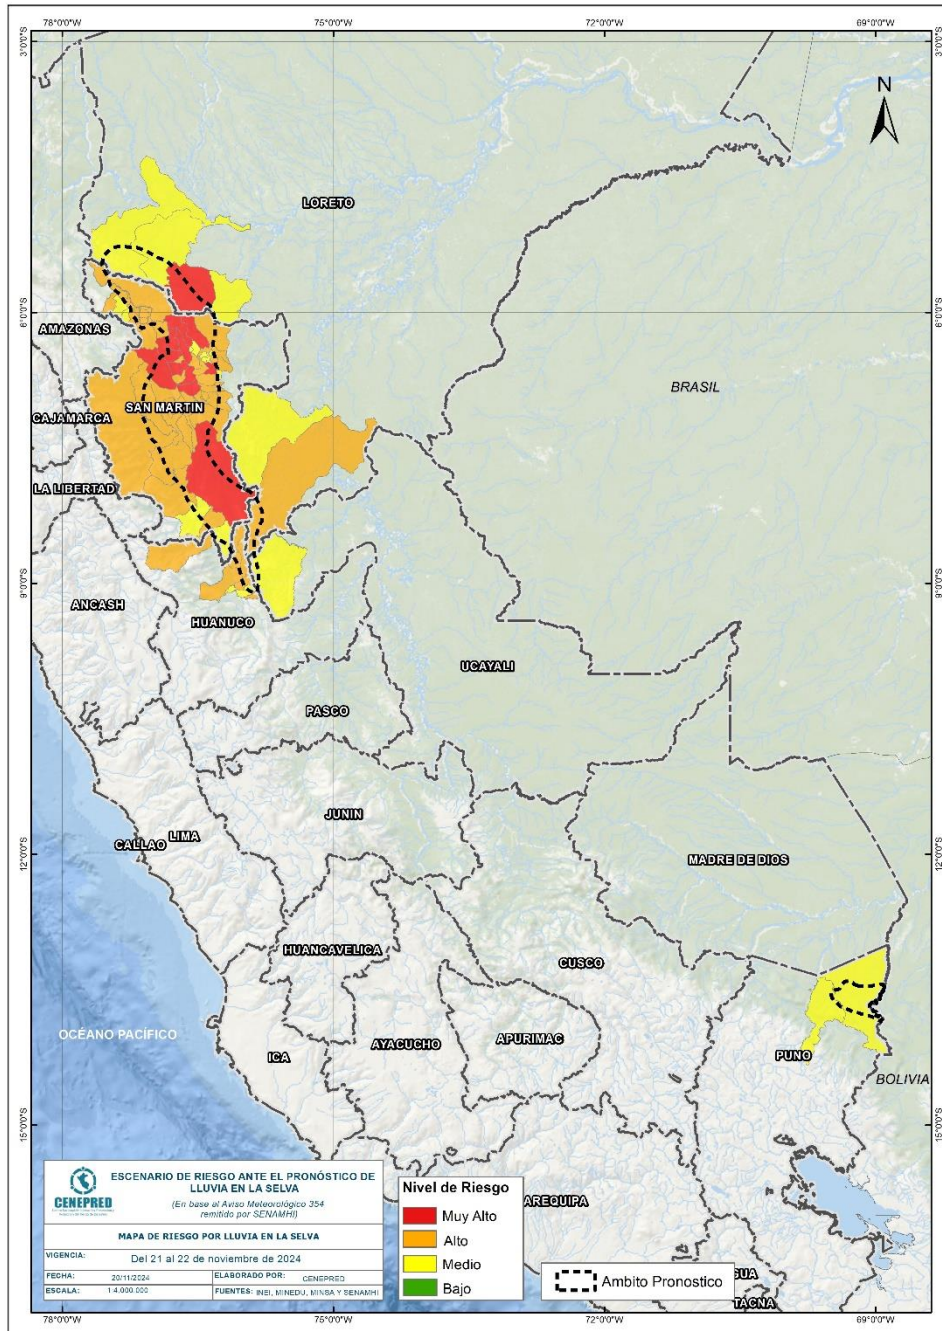 78°0'0"W
75°0'0"W
72°0'0"W
69°0'0"W
3°0'0"S
3°0'0"S
N
LORETO
6°0'0"S
6°0'0"S
AMAZONAS
BRASIL
SAN MARTIN
CAJAMARCA
LA LIBERTAD
9°0'0"S
9°0'0"S
ANCASH
HUANUCO
UCAYALI
PASCO
JUNIN
LIMA
CALLAO
12°0'0"S
12°0'0"S
MADRE DE DIOS
HUANCAVELICA
CUSCO
OCÉANO PACÍFICO
ICA
AYACUCHO
APURIMAC
PUNO
BOLIVIA
15°0'0"S
15°0'0"S
AREQUIPA
GUA
TACNA
CENEPRED
ESCENARIO DE RIESGO ANTE EL PRONÓSTICO DE
LLUVIA EN LA SELVA
(En base al Aviso Meteorológico 354
remitido por SENAMHI)
MAPA DE RIESGO POR LLUVIA EN LA SELVA
VIGENCIA: Del 21 al 22 de noviembre de 2024
FECHA: 20/11/2024 ELABORADO POR: CENEPRED
ESCALA: 1:4.000.000 FUENTES: INEI, MINEDU, MINSA Y SENAMHI
Nivel de Riesgo
Muy Alto
Alto
Medio
Bajo
Ambito Pronostico
78°0'0"W
75°0'0"W
72°0'0"W
69°0'0"W